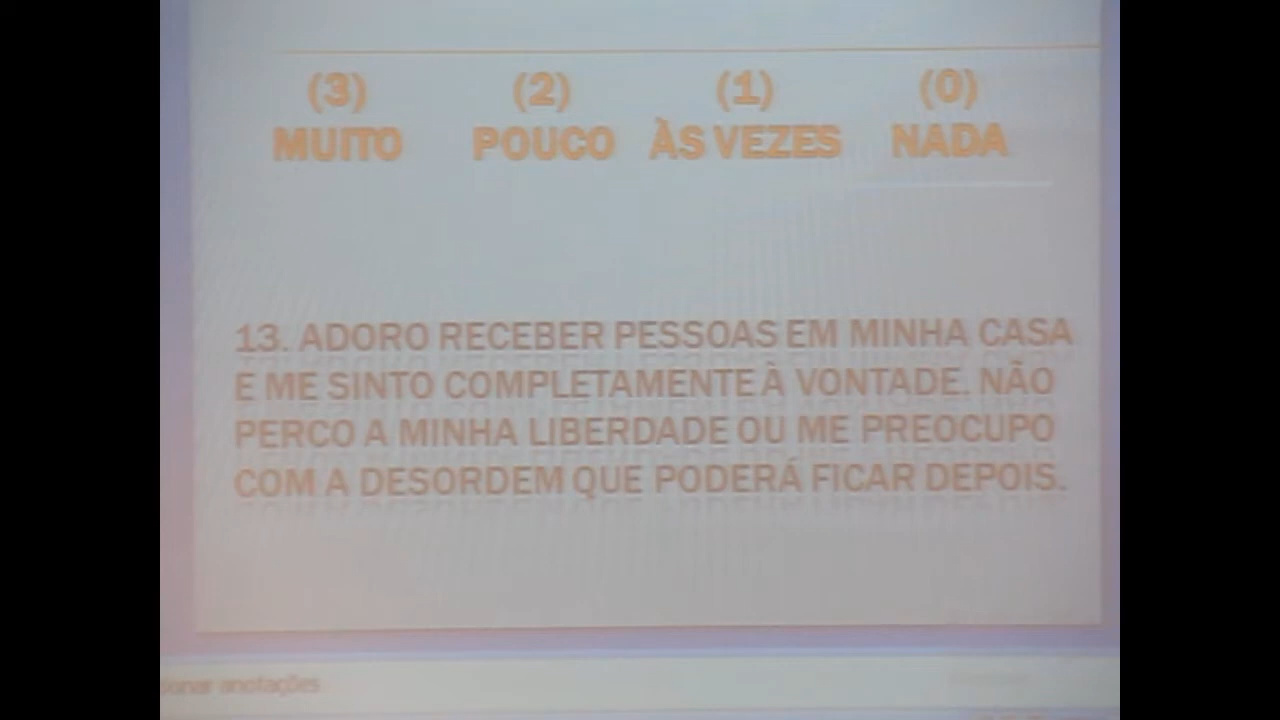 (3) (2) (1) (0)
MUITO POUCO ÀS VEZES NADA
13. ADORO RECEBER PESSOAS EM MINHA CASA
E ME SINTO COMPLETAMENTE À VONTADE. NÃO
PERCO A MINHA LIBERDADE OU ME PREOCUPO
COM A DESORDEM QUE PODERÁ FICAR DEPOIS.
anotações